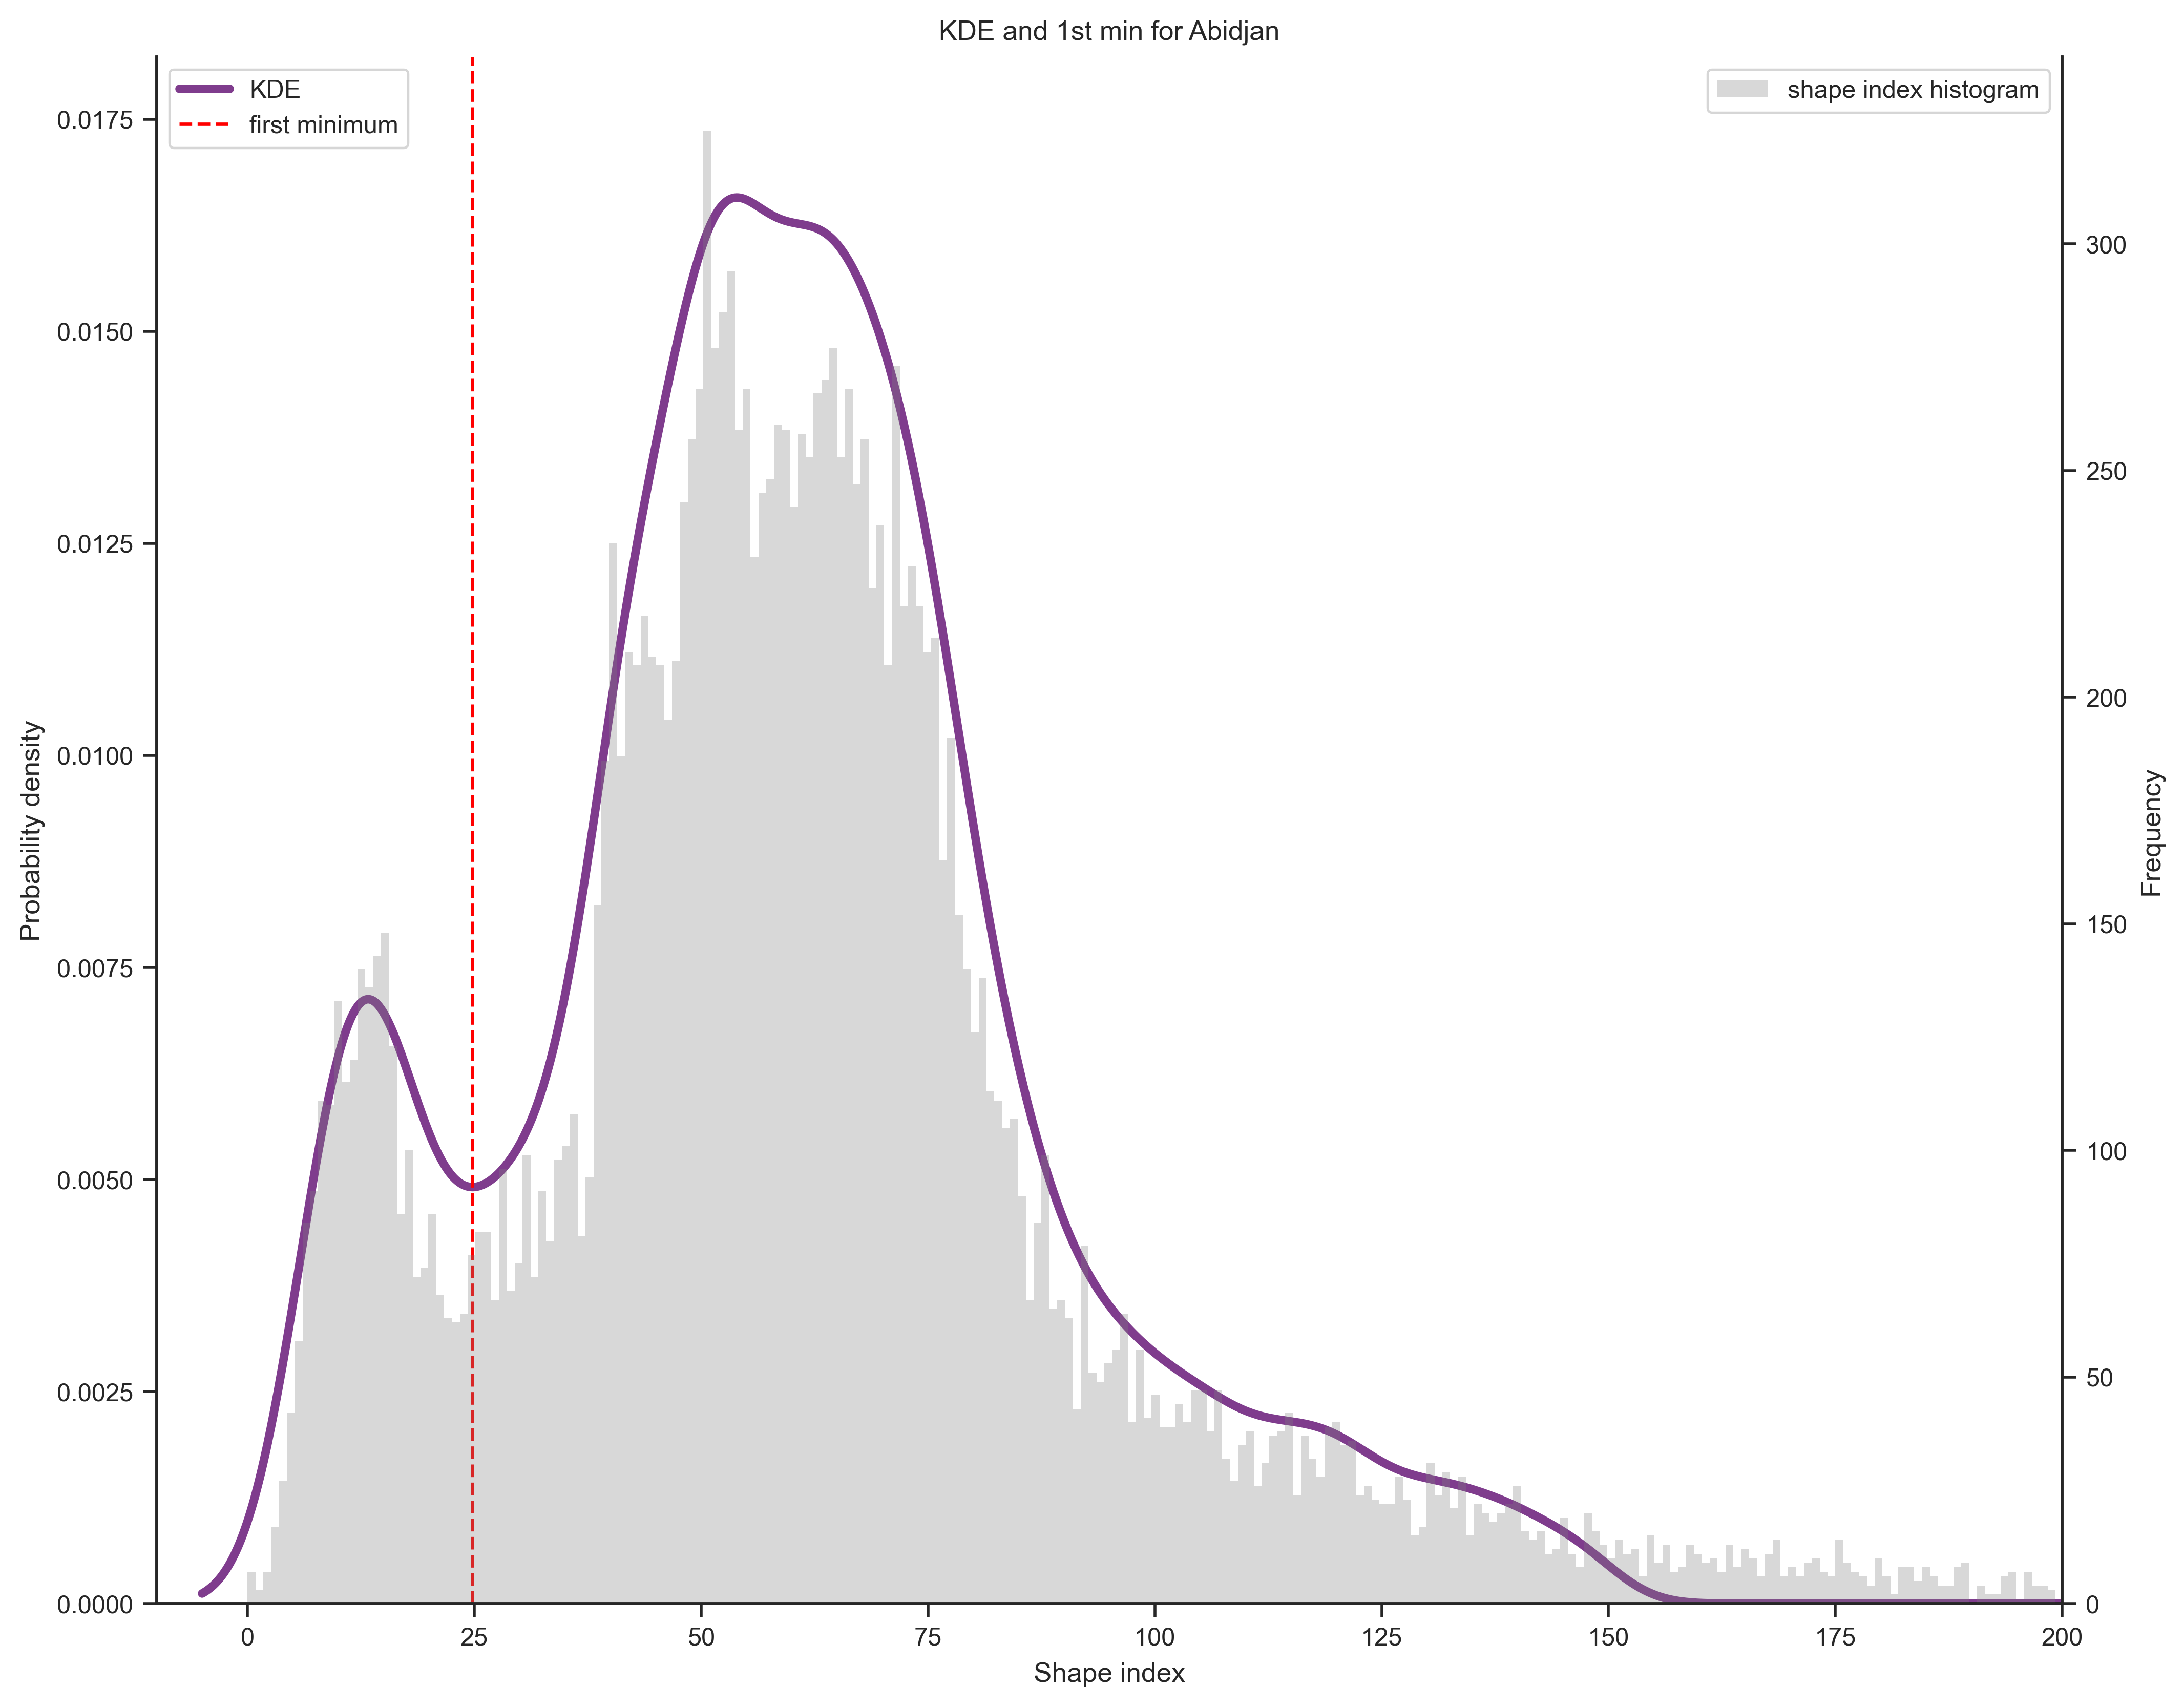 KDE and 1st min for Abidjan
KDE
first minimum
shape index histogram
Probability density
0.0175
0.0150
0.0125
0.0100
0.0075
0.0050
0.0025
0.0000
300
250
200
150
100
50
0
Frequency
0 25 50 75 100 125 150 175 200
Shape index